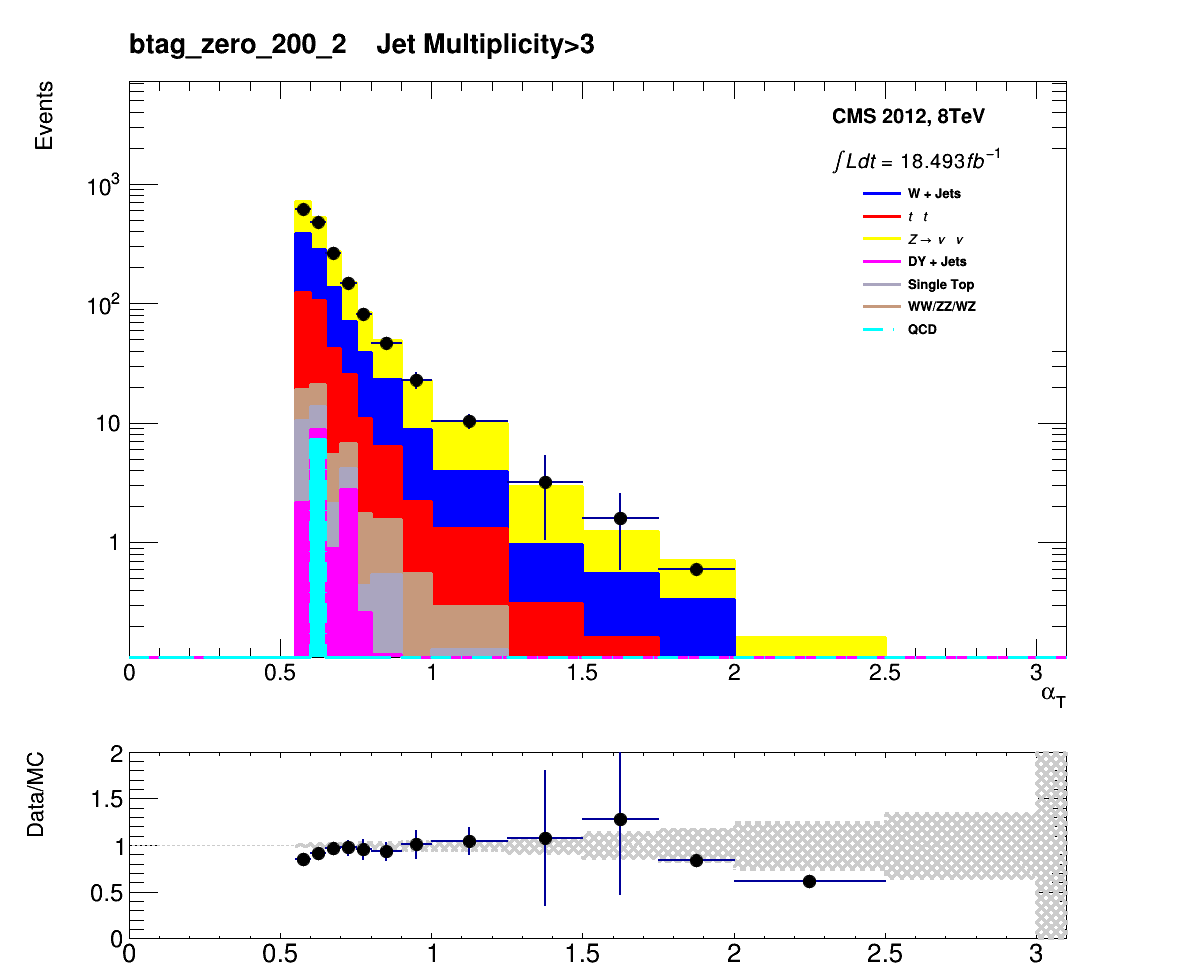 btag_zero_200_2 Jet Multiplicity>3
Events
CMS 2012, 8TeV
∫Ldt = 18.493fb⁻¹
W + Jets
t t
Z → ν ν
DY + Jets
Single Top
WW/ZZ/WZ
QCD
10³
10²
10
1
0 0.5 1 1.5 2 2.5 3
α_T
Data/MC
2
1.5
1
0.5
0
0 0.5 1 1.5 2 2.5 3